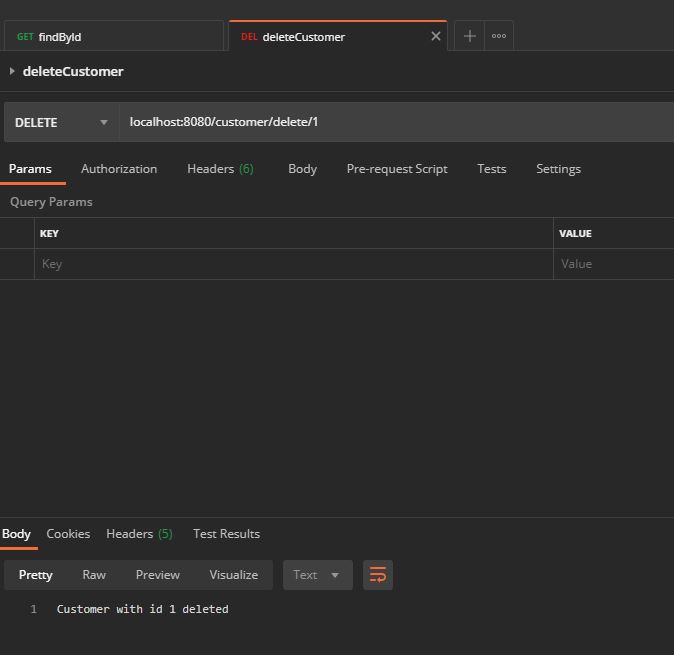 GET findById DEL deleteCustomer
deleteCustomer
DELETE localhost:8080/customer/delete/1
Params Authorization Headers (6) Body Pre-request Script Tests Settings
Query Params
KEY VALUE
Key Value
Body Cookies Headers (5) Test Results
Pretty Raw Preview Visualize Text
1 Customer with id 1 deleted